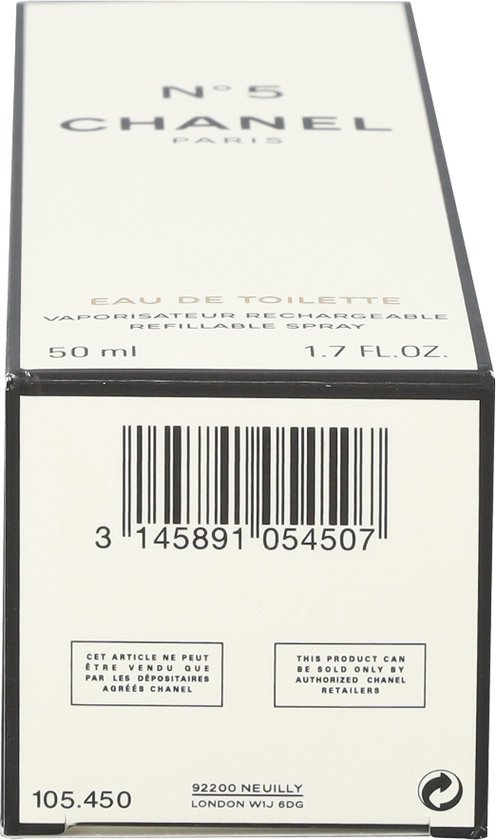 N°5
CHANEL
PARIS
EAU DE TOILETTE
VAPORISATEUR RECHARGEABLE
REFILLABLE SPRAY
50 ml 1.7 FL.OZ.
3 145891 054507
CET ARTICLE NE PEUT
ÊTRE VENDU QUE
PAR LES DÉPOSITAIRES
AGRÉÉS CHANEL
THIS PRODUCT CAN
BE SOLD ONLY BY
AUTHORIZED CHANEL
RETAILERS
105.450
92200 NEUILLY
LONDON W1J 6DG